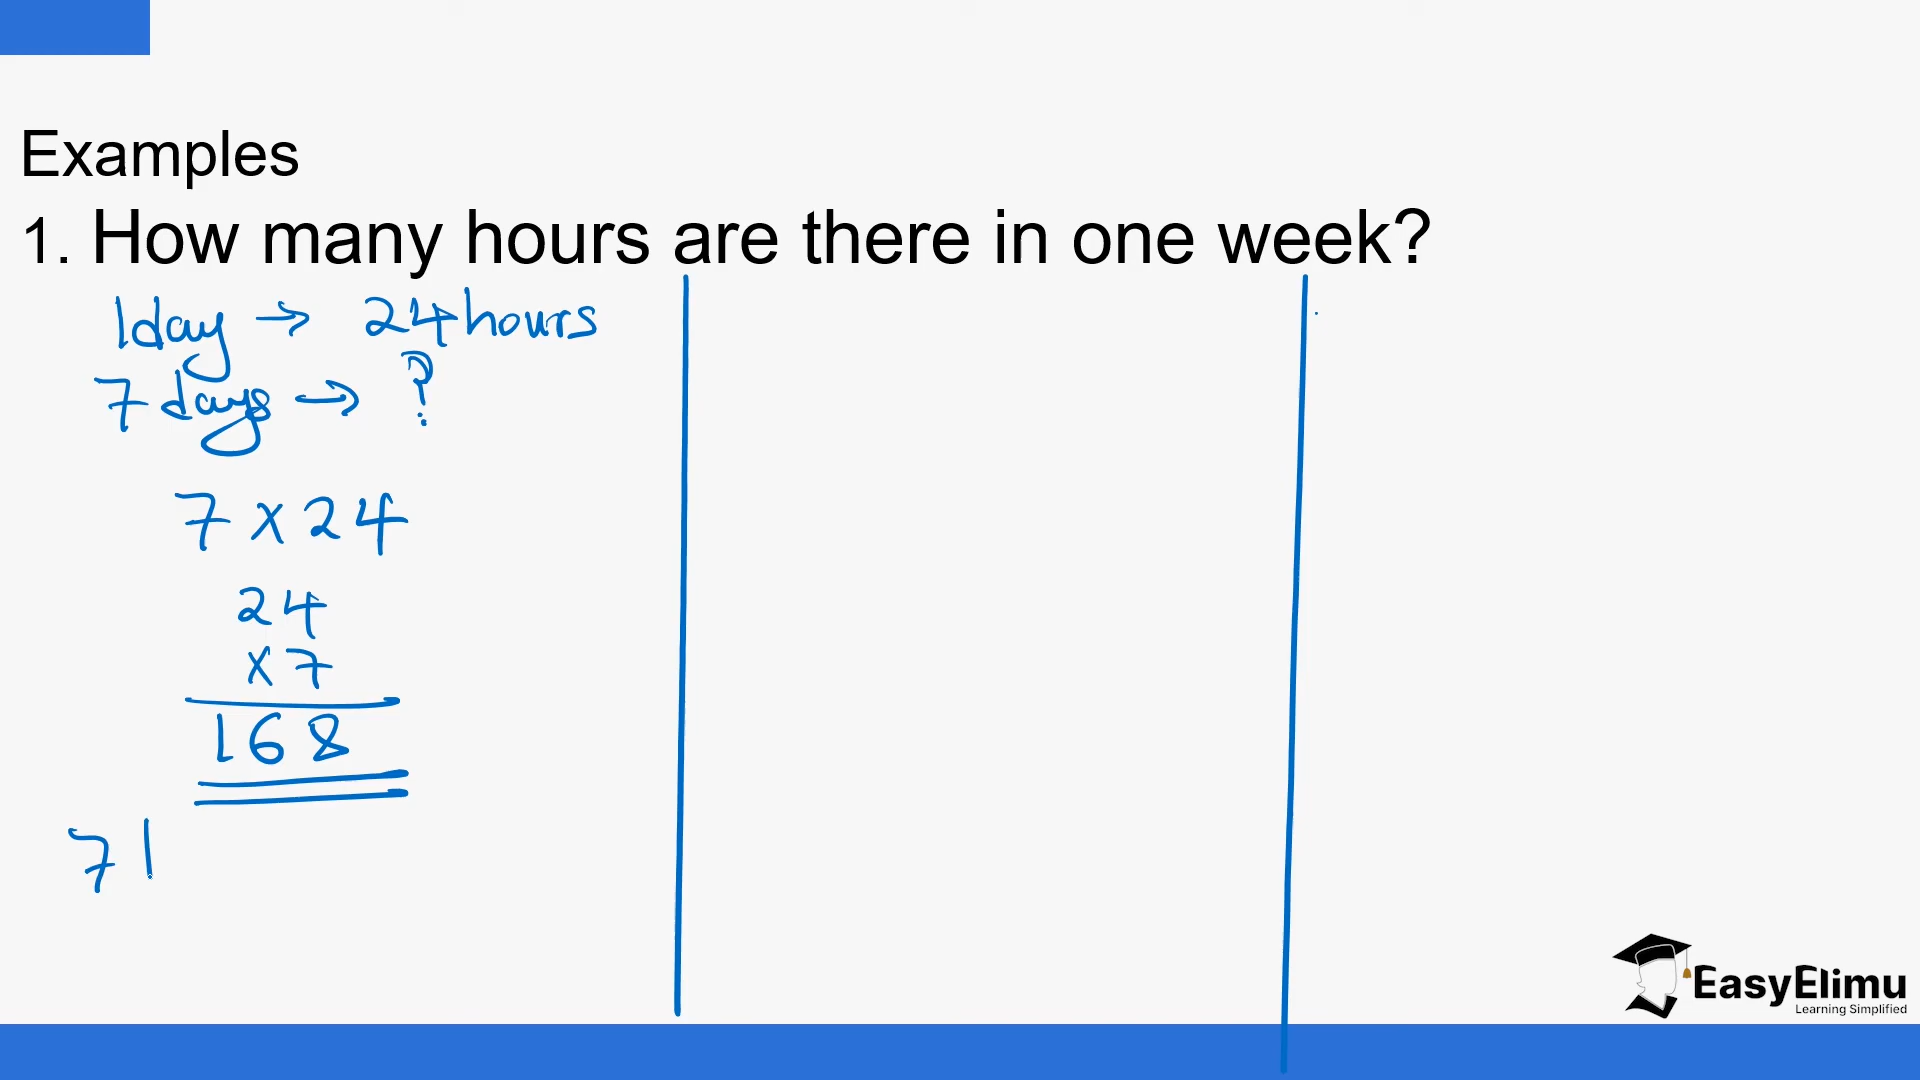 Examples
1. How many hours are there in one week?
1day → 24hours
7 days → ?
7 x 24
24
x 7
168
7
EasyElimu
Learning Simplified